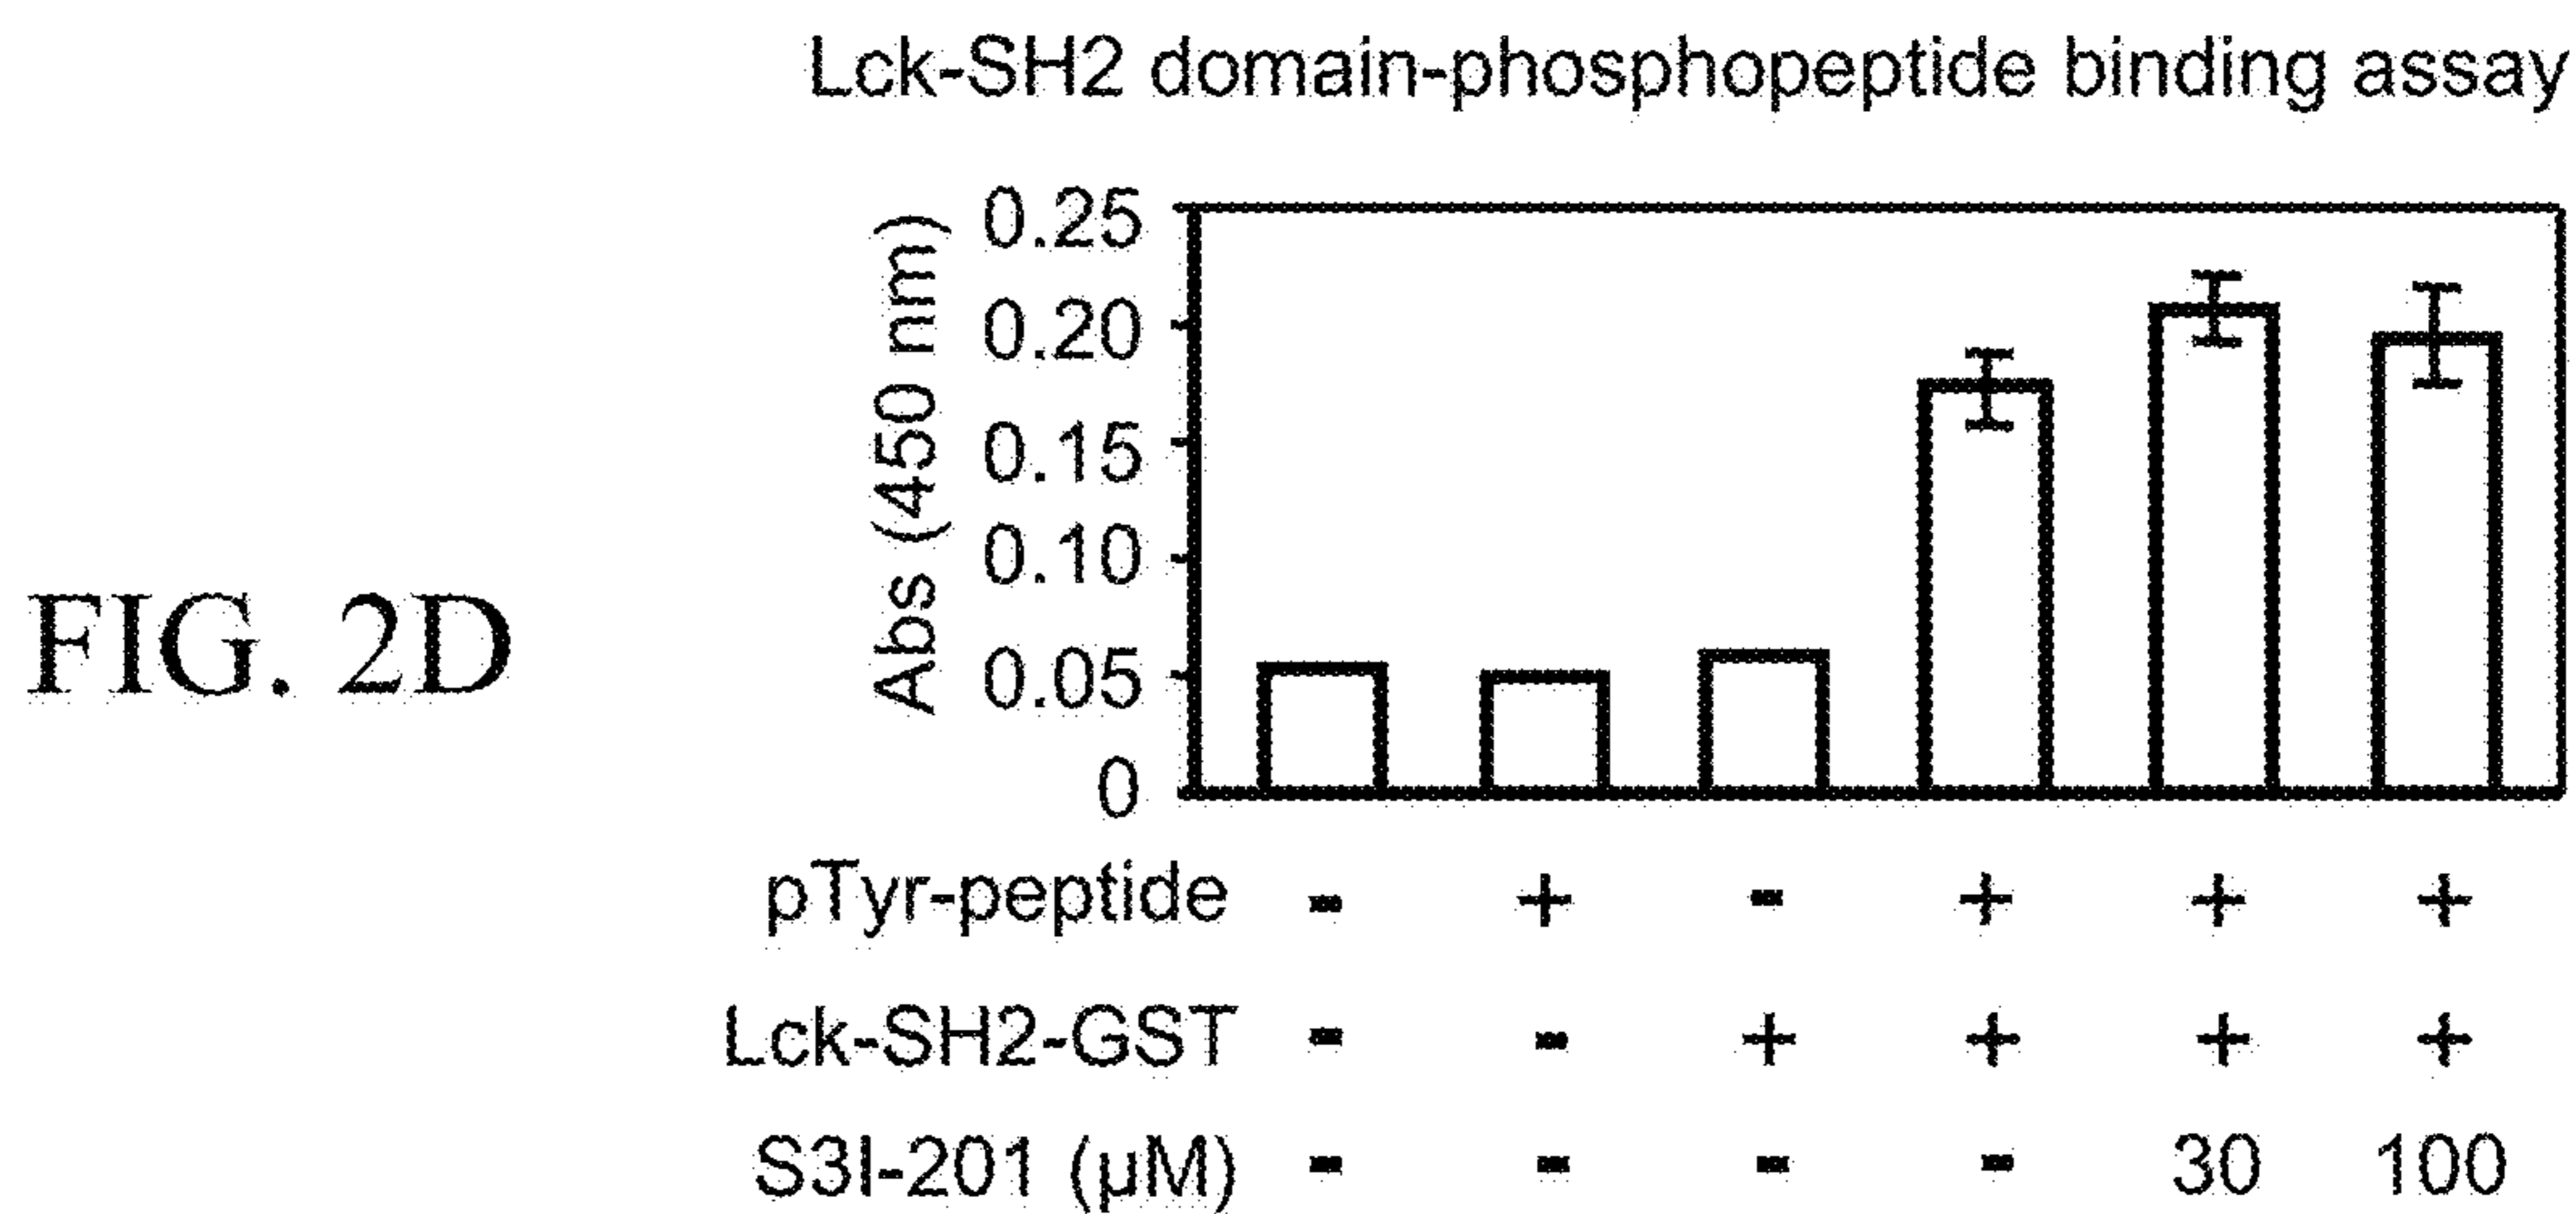 Lck-SH2 domain-phosphopeptide binding assay
Abs (450 nm)
0.25
0.20
0.15
0.10
0.05
0
FIG. 2D
pTyr-peptide - + - + + +
Lck-SH2-GST - - + + + +
S3I-201 (µM) - - - - 30 100